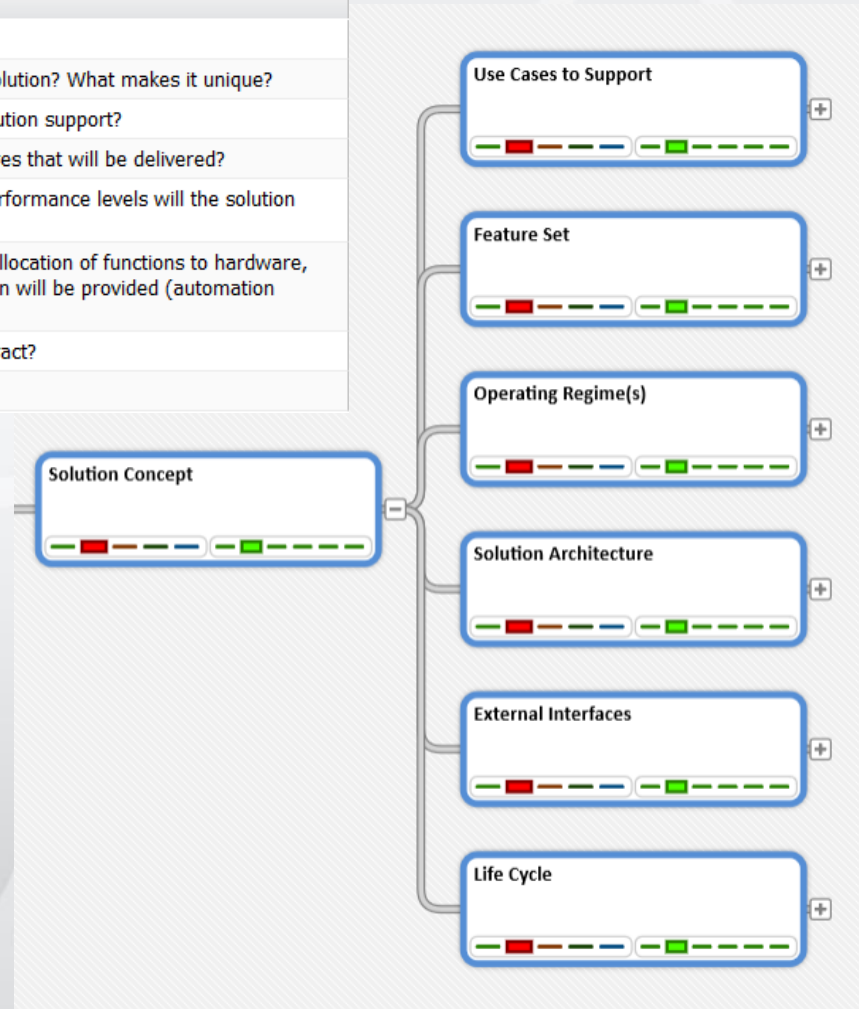 olution? What makes it unique?
ution support?
es that will be delivered?
rformance levels will the solution
llocation of functions to hardware,
n will be provided (automation
act?
Use Cases to Support
Feature Set
Operating Regime(s)
Solution Concept
Solution Architecture
External Interfaces
Life Cycle